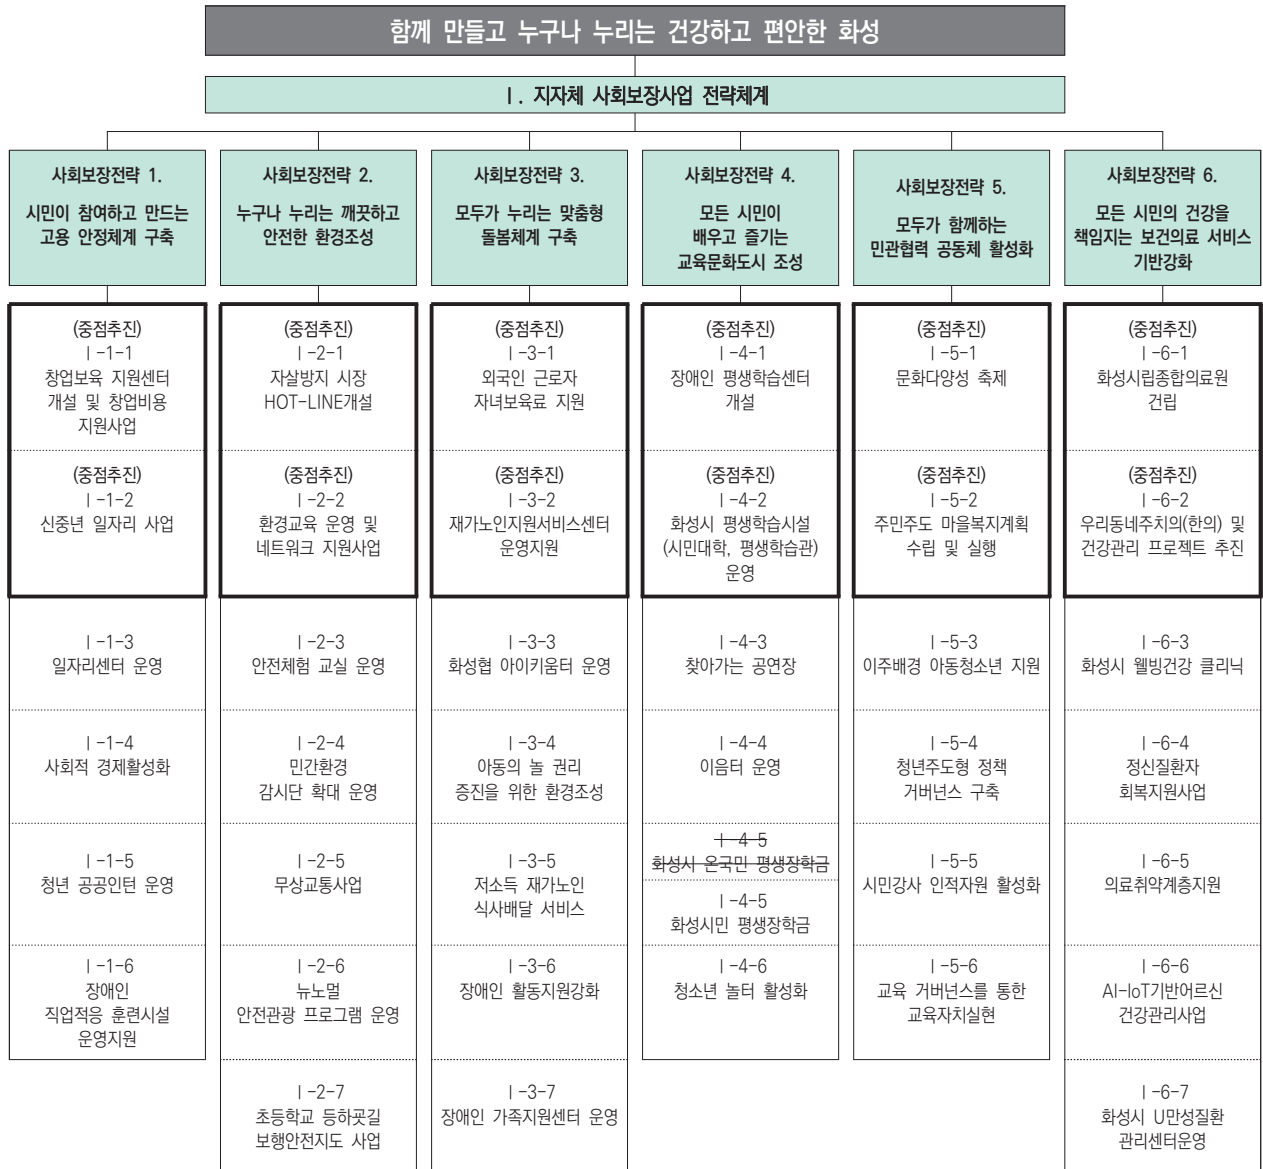 함께 만들고 누구나 누리는 건강하고 편안한 화성
Ⅰ. 지자체 사회보장사업 전략체계
사회보장전략 1.
시민이 참여하고 만드는
고용 안정체계 구축
사회보장전략 2.
누구나 누리는 깨끗하고
안전한 환경조성
사회보장전략 3.
모두가 누리는 맞춤형
돌봄체계 구축
사회보장전략 4.
모든 시민이
배우고 즐기는
교육문화도시 조성
사회보장전략 5.
모두가 함께하는
민관협력 공동체 활성화
사회보장전략 6.
모든 시민의 건강을
책임지는 보건의료 서비스
기반강화
(중점추진)
Ⅰ-1-1
창업보육 지원센터
개설 및 창업비용
지원사업
(중점추진)
Ⅰ-2-1
자살방지 시장
HOT-LINE개설
(중점추진)
Ⅰ-3-1
외국인 근로자
자녀보육료 지원
(중점추진)
Ⅰ-4-1
장애인 평생학습센터
개설
(중점추진)
Ⅰ-5-1
문화다양성 축제
(중점추진)
Ⅰ-6-1
화성시립종합의료원
건립
(중점추진)
Ⅰ-1-2
신중년 일자리 사업
(중점추진)
Ⅰ-2-2
환경교육 운영 및
네트워크 지원사업
(중점추진)
Ⅰ-3-2
재가노인지원서비스센터
운영지원
(중점추진)
Ⅰ-4-2
화성시 평생학습시설
(시민대학, 평생학습관)
운영
(중점추진)
Ⅰ-5-2
주민주도 마을복지계획
수립 및 실행
(중점추진)
Ⅰ-6-2
우리동네주치의(한의) 및
건강관리 프로젝트 추진
Ⅰ-1-3
일자리센터 운영
Ⅰ-2-3
안전체험 교실 운영
Ⅰ-3-3
화성협 아이키움터 운영
Ⅰ-4-3
찾아가는 공연장
Ⅰ-5-3
이주배경 아동청소년 지원
Ⅰ-6-3
화성시 웰빙건강 클리닉
Ⅰ-1-4
사회적 경제활성화
Ⅰ-2-4
민간환경
감시단 확대 운영
Ⅰ-3-4
아동의 놀 권리
증진을 위한 환경조성
Ⅰ-4-4
이음터 운영
Ⅰ-5-4
청년주도형 정책
거버넌스 구축
Ⅰ-6-4
정신질환자
회복지원사업
Ⅰ-1-5
청년 공공인턴 운영
Ⅰ-2-5
무상교통사업
Ⅰ-3-5
저소득 재가노인
식사배달 서비스
Ⅰ-4-5
화성시 온국민 평생장학금
Ⅰ-4-5
화성시민 평생장학금
Ⅰ-5-5
시민강사 인적자원 활성화
Ⅰ-6-5
의료취약계층지원
Ⅰ-1-6
장애인
직업적응 훈련시설
운영지원
Ⅰ-2-6
뉴노멀
안전관광 프로그램 운영
Ⅰ-3-6
장애인 활동지원강화
Ⅰ-4-6
청소년 놀터 활성화
Ⅰ-5-6
교육 거버넌스를 통한
교육자치실현
Ⅰ-6-6
AI-IoT기반어르신
건강관리사업
Ⅰ-2-7
초등학교 등하굣길
보행안전지도 사업
Ⅰ-3-7
장애인 가족지원센터 운영
Ⅰ-6-7
화성시 U만성질환
관리센터운영